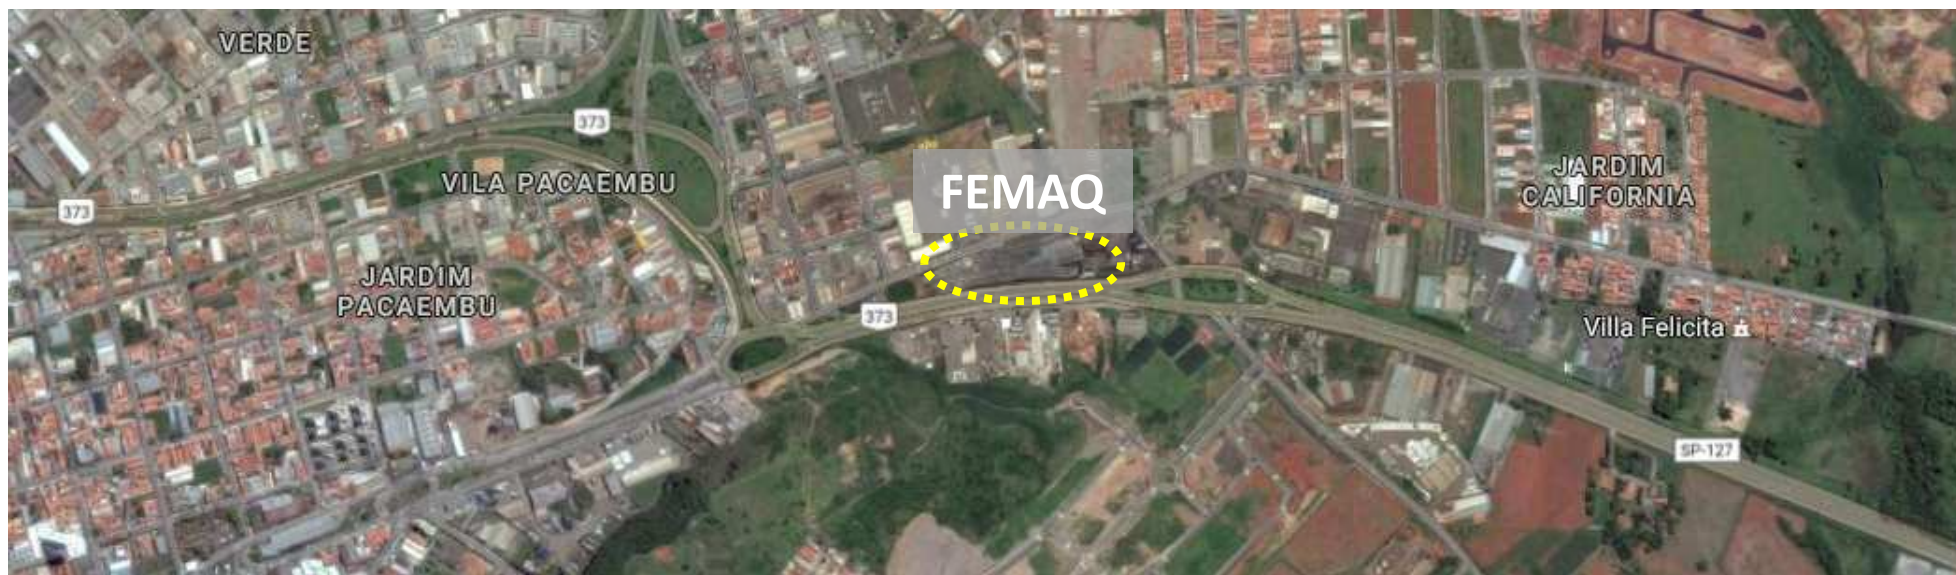 VERDE
373
VILA PACAEMBU
373
FEMAQ
JARDIM
CALIFORNIA
JARDIM
PACAEMBU
373
Villa Felicita
SP-127